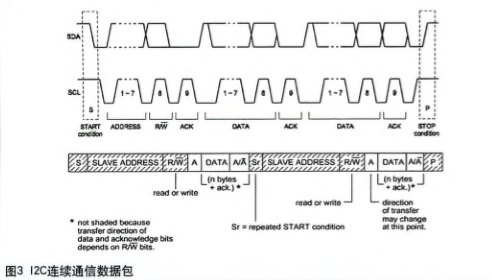 SDA
SCL
S
1-7
8
9
1-7
8
9
1-7
8
9
P
START condition
ADDRESS
R/W̅
ACK
DATA
ACK
DATA
ACK
STOP condition
S SLAVE ADDRESS R/W̅ A DATA A/A̅ Sr SLAVE ADDRESS R/W̅ A DATA A/A̅ P
(n bytes + ack.) *
(n bytes + ack.) *
read or write
read or write
direction of transfer may change at this point.
* not shaded because
transfer direction of
data and acknowledge bits
depends on R/W̅ bits.
Sr = repeated START condition
图3 I2C连续通信数据包